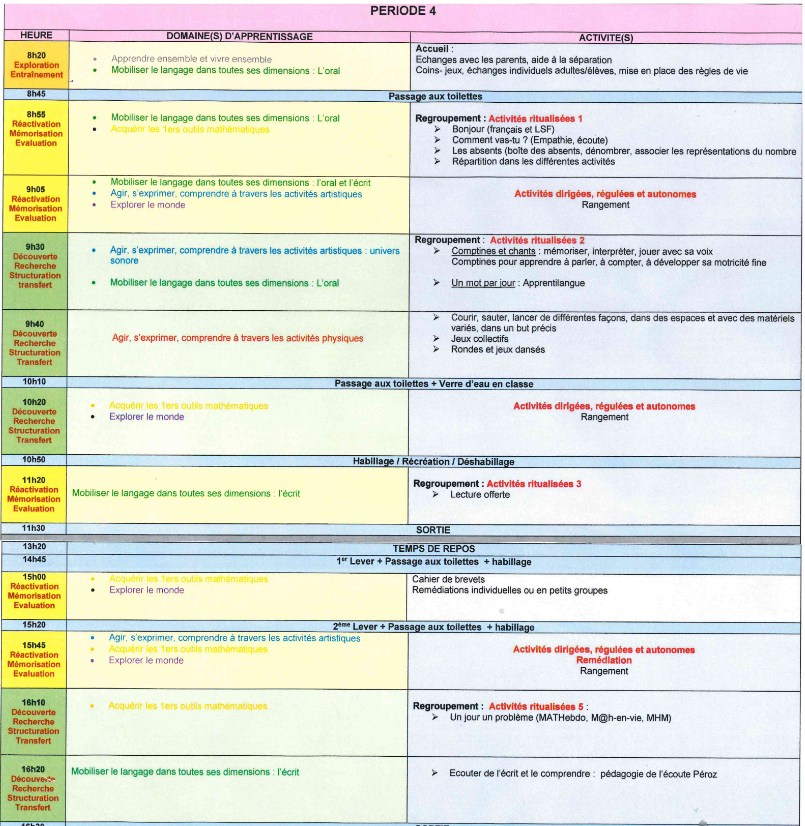 PERIODE 4
HEURE DOMAINE(S) D'APPRENTISSAGE ACTIVITE(S)
8h20
Exploration
Entraînement
Apprendre ensemble et vivre ensemble
Mobiliser le langage dans toutes ses dimensions : L'oral
Accueil :
Echanges avec les parents, aide à la séparation
Coins- jeux, échanges individuels adultes/élèves, mise en place des règles de vie
8h45 Passage aux toilettes
8h55
Réactivation
Mémorisation
Evaluation
Mobiliser le langage dans toutes ses dimensions : L'oral
Acquérir les 1ers outils mathématiques
Regroupement : Activités ritualisées 1
➢ Bonjour (français et LSF)
➢ Comment vas-tu ? (Empathie, écoute)
➢ Les absents (boîte des absents, dénombrer, associer les représentations du nombre
➢ Répartition dans les différentes activités
9h05
Réactivation
Mémorisation
Evaluation
Mobiliser le langage dans toutes ses dimensions : l'oral et l'écrit
Agir, s'exprimer, comprendre à travers les activités artistiques
Explorer le monde
Activités dirigées, régulées et autonomes
Rangement
9h30
Découverte
Recherche
Structuration
transfert
Agir, s'exprimer, comprendre à travers les activités artistiques : univers
sonore
Mobiliser le langage dans toutes ses dimensions : L'oral
Regroupement : Activités ritualisées 2
➢ Comptines et chants : mémoriser, interpréter, jouer avec sa voix
Comptines pour apprendre à parler, à compter, à développer sa motricité fine
➢ Un mot par jour : Apprentilangue
9h40
Découverte
Recherche
Structuration
Transfert
Agir, s'exprimer, comprendre à travers les activités physiques
➢ Courir, sauter, lancer de différentes façons, dans des espaces et avec des matériels
variés, dans un but précis
➢ Jeux collectifs
➢ Rondes et jeux dansés
10h10 Passage aux toilettes + Verre d'eau en classe
10h20
Découverte
Recherche
Structuration
Transfert
Acquérir les 1ers outils mathématiques
Explorer le monde
Activités dirigées, régulées et autonomes
Rangement
10h50 Habillage / Récréation / Déshabillage
11h20
Réactivation
Mémorisation
Evaluation
Mobiliser le langage dans toutes ses dimensions : l'écrit
Regroupement : Activités ritualisées 3
➢ Lecture offerte
11h30 SORTIE
13h20 TEMPS DE REPOS
14h45 1er Lever + Passage aux toilettes + habillage
15h00
Réactivation
Mémorisation
Evaluation
Acquérir les 1ers outils mathématiques
Explorer le monde
Cahier de brevets
Remédiations individuelles ou en petits groupes
15h20 2ème Lever + Passage aux toilettes + habillage
15h45
Réactivation
Mémorisation
Evaluation
Agir, s'exprimer, comprendre à travers les activités artistiques
Acquérir les 1ers outils mathématiques
Explorer le monde
Activités dirigées, régulées et autonomes
Remédiation
Rangement
16h10
Découverte
Recherche
Structuration
Transfert
Acquérir les 1ers outils mathématiques
Regroupement : Activités ritualisées 5 :
➢ Un jour un problème (MATHebdo, M@h-en-vie, MHM)
16h20
Découverte
Recherche
Structuration
Transfert
Mobiliser le langage dans toutes ses dimensions : l'écrit
➢ Ecouter de l'écrit et le comprendre : pédagogie de l'écoute Péroz